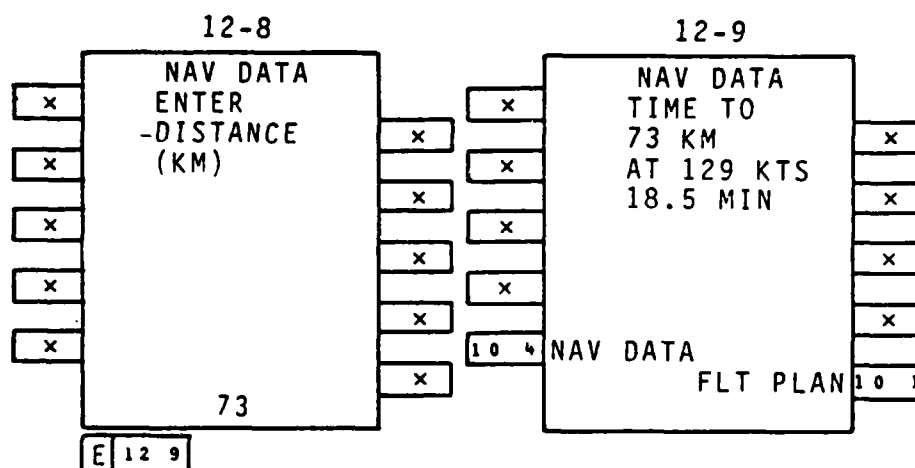 12-8
NAV DATA
ENTER
-DISTANCE
(KM)
x
x
x
x
x
x
x
x
x
x
73
E 12 9
12-9
NAV DATA
TIME TO
73 KM
AT 129 KTS
18.5 MIN
x
x
x
x
x
x
x
x
10 4 NAV DATA
FLT PLAN 10